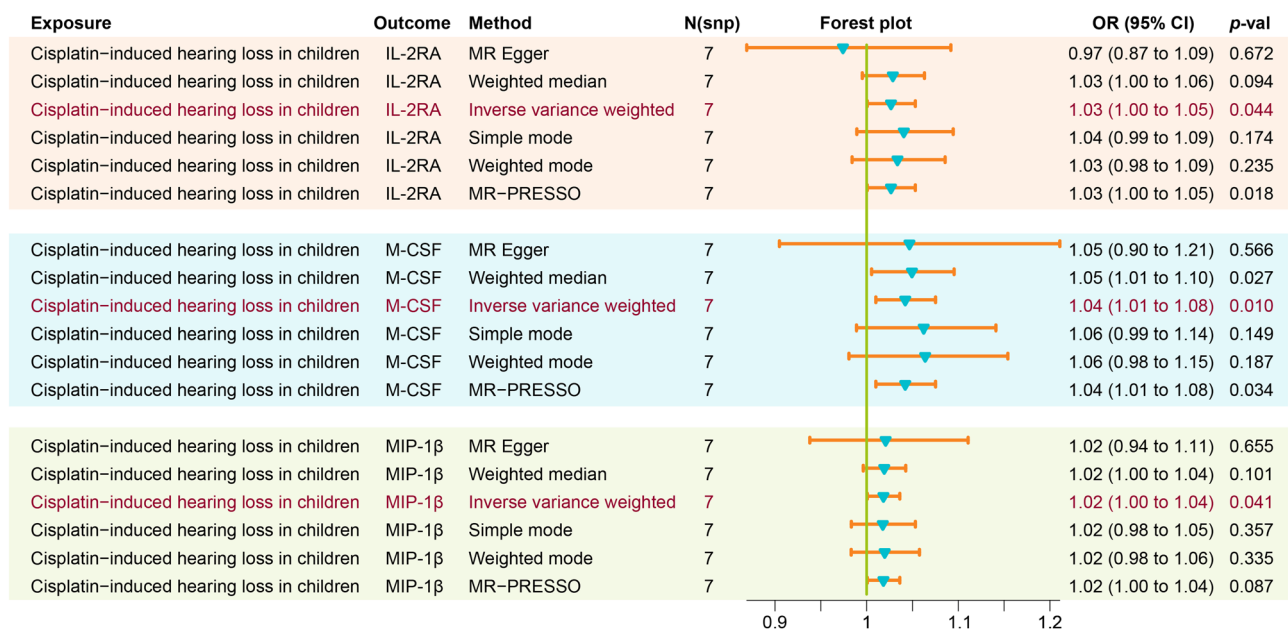 Exposure Outcome Method N(snp) Forest plot OR (95% CI) p-val
Cisplatin−induced hearing loss in children IL-2RA MR Egger 7 0.97 (0.87 to 1.09) 0.672
Cisplatin−induced hearing loss in children IL-2RA Weighted median 7 1.03 (1.00 to 1.06) 0.094
Cisplatin−induced hearing loss in children IL-2RA Inverse variance weighted 7 1.03 (1.00 to 1.05) 0.044
Cisplatin−induced hearing loss in children IL-2RA Simple mode 7 1.04 (0.99 to 1.09) 0.174
Cisplatin−induced hearing loss in children IL-2RA Weighted mode 7 1.03 (0.98 to 1.09) 0.235
Cisplatin−induced hearing loss in children IL-2RA MR−PRESSO 7 1.03 (1.00 to 1.05) 0.018
Cisplatin−induced hearing loss in children M-CSF MR Egger 7 1.05 (0.90 to 1.21) 0.566
Cisplatin−induced hearing loss in children M-CSF Weighted median 7 1.05 (1.01 to 1.10) 0.027
Cisplatin−induced hearing loss in children M-CSF Inverse variance weighted 7 1.04 (1.01 to 1.08) 0.010
Cisplatin−induced hearing loss in children M-CSF Simple mode 7 1.06 (0.99 to 1.14) 0.149
Cisplatin−induced hearing loss in children M-CSF Weighted mode 7 1.06 (0.98 to 1.15) 0.187
Cisplatin−induced hearing loss in children M-CSF MR−PRESSO 7 1.04 (1.01 to 1.08) 0.034
Cisplatin−induced hearing loss in children MIP-1β MR Egger 7 1.02 (0.94 to 1.11) 0.655
Cisplatin−induced hearing loss in children MIP-1β Weighted median 7 1.02 (1.00 to 1.04) 0.101
Cisplatin−induced hearing loss in children MIP-1β Inverse variance weighted 7 1.02 (1.00 to 1.04) 0.041
Cisplatin−induced hearing loss in children MIP-1β Simple mode 7 1.02 (0.98 to 1.05) 0.357
Cisplatin−induced hearing loss in children MIP-1β Weighted mode 7 1.02 (0.98 to 1.06) 0.335
Cisplatin−induced hearing loss in children MIP-1β MR−PRESSO 7 1.02 (1.00 to 1.04) 0.087
0.9 1 1.1 1.2